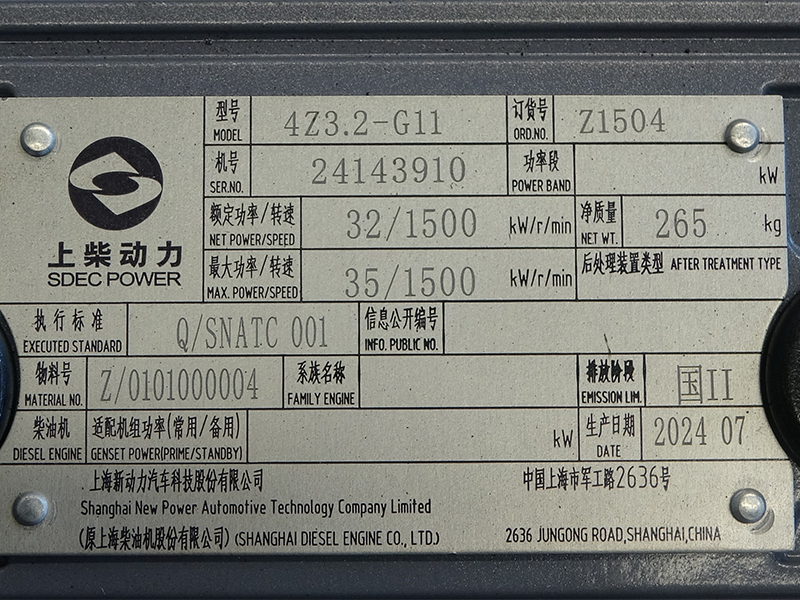 上柴动力
SDEC POWER
型号 MODEL 4Z3.2-G11 订货号 ORD.NO. Z1504
机号 SER.NO. 24143910 功率段 POWER BAND kW
额定功率/转速 NET POWER/SPEED 32/1500 kW/r/min 净质量 NET WT. 265 kg
最大功率/转速 MAX. POWER/SPEED 35/1500 kW/r/min 后处理装置类型 AFTER TREATMENT TYPE
执行标准 EXECUTED STANDARD Q/SNATC 001 信息公开编号 INFO. PUBLIC NO.
物料号 MATERIAL NO. Z/0101000004 系族名称 FAMILY ENGINE 排放阶段 EMISSION LIM. 国II
柴油机 DIESEL ENGINE 适配机组功率(常用/备用) GENSET POWER(PRIME/STANDBY) kW 生产日期 DATE 2024 07
上海新动力汽车科技股份有限公司 中国上海市军工路2636号
Shanghai New Power Automotive Technology Company Limited
(原上海柴油机股份有限公司) (SHANGHAI DIESEL ENGINE CO., LTD.) 2636 JUNGONG ROAD,SHANGHAI,CHINA